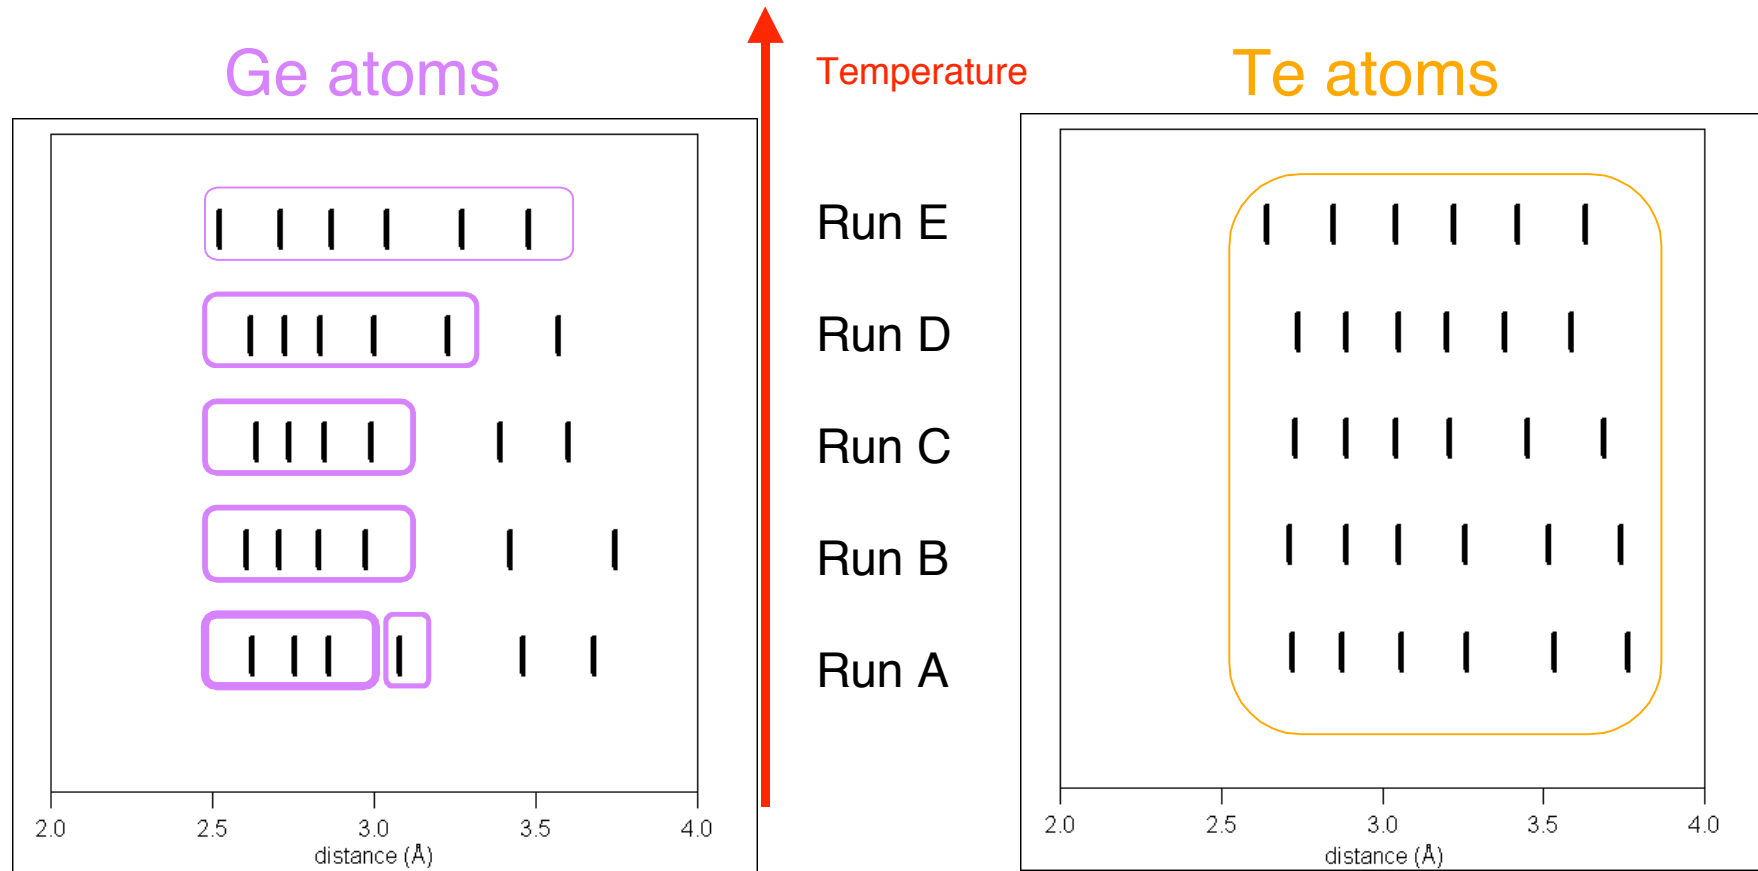 Ge atoms
Temperature
Te atoms
Run E
Run D
Run C
Run B
Run A
2.0 2.5 3.0 3.5 4.0
distance (Å)
2.0 2.5 3.0 3.5 4.0
distance (Å)